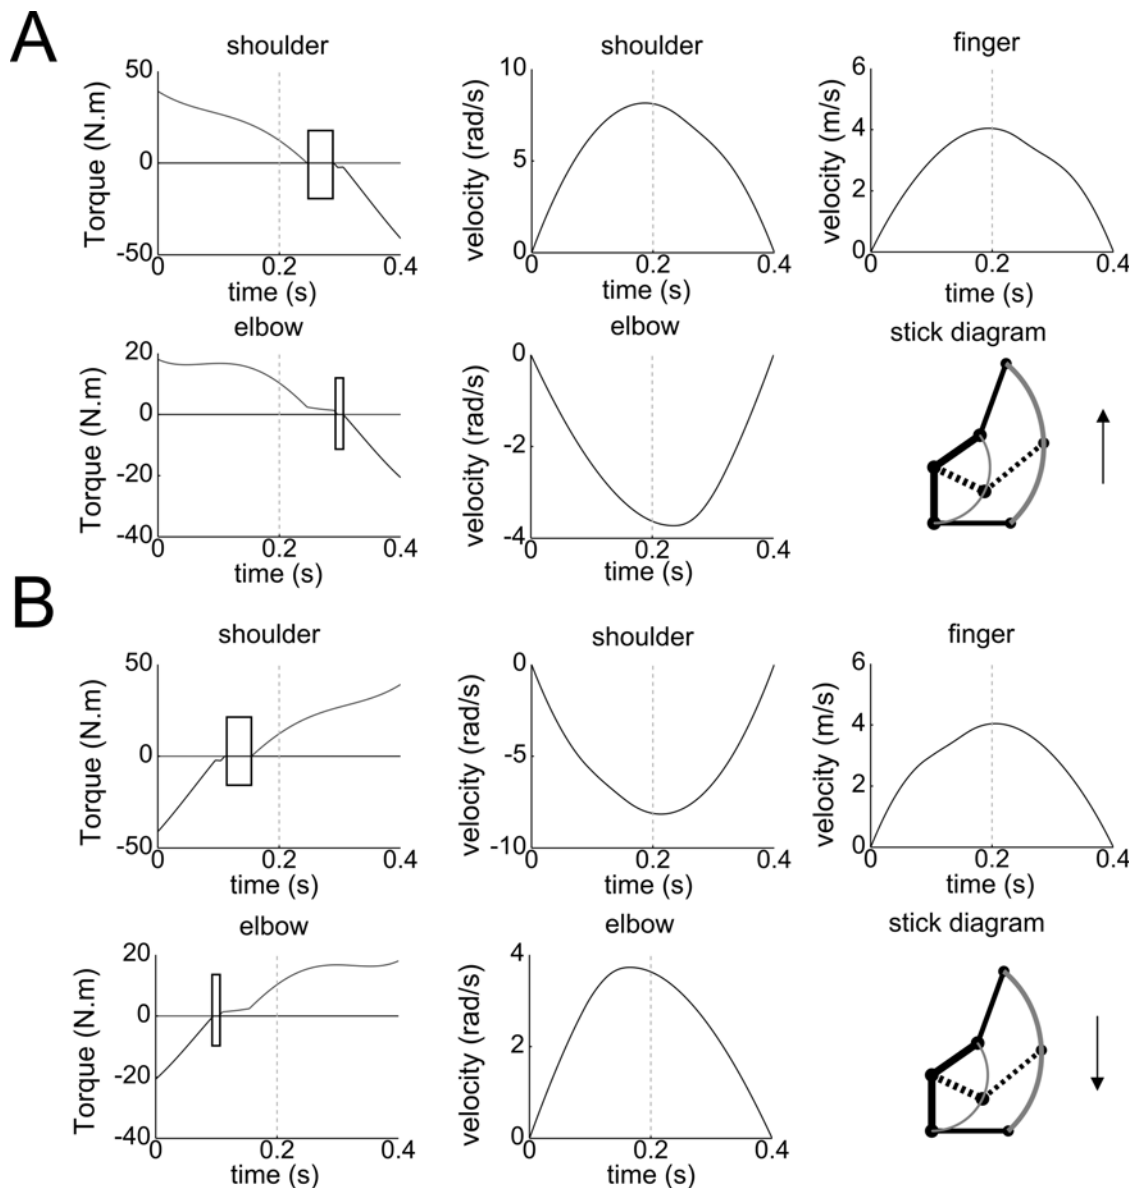 A
shoulder
Torque (N.m)
50
0
-50
0
0.2
0.4
time (s)
shoulder
velocity (rad/s)
10
5
0
0
0.2
0.4
time (s)
finger
velocity (m/s)
6
4
2
0
0
0.2
0.4
time (s)
elbow
Torque (N.m)
20
0
-20
-40
0
0.2
0.4
time (s)
elbow
velocity (rad/s)
0
-2
-4
0
0.2
0.4
time (s)
stick diagram
B
shoulder
Torque (N.m)
50
0
-50
0
0.2
0.4
time (s)
shoulder
velocity (rad/s)
0
-5
-10
0
0.2
0.4
time (s)
finger
velocity (m/s)
6
4
2
0
0
0.2
0.4
time (s)
elbow
Torque (N.m)
20
0
-20
-40
0
0.2
0.4
time (s)
elbow
velocity (rad/s)
4
2
0
0
0.2
0.4
time (s)
stick diagram